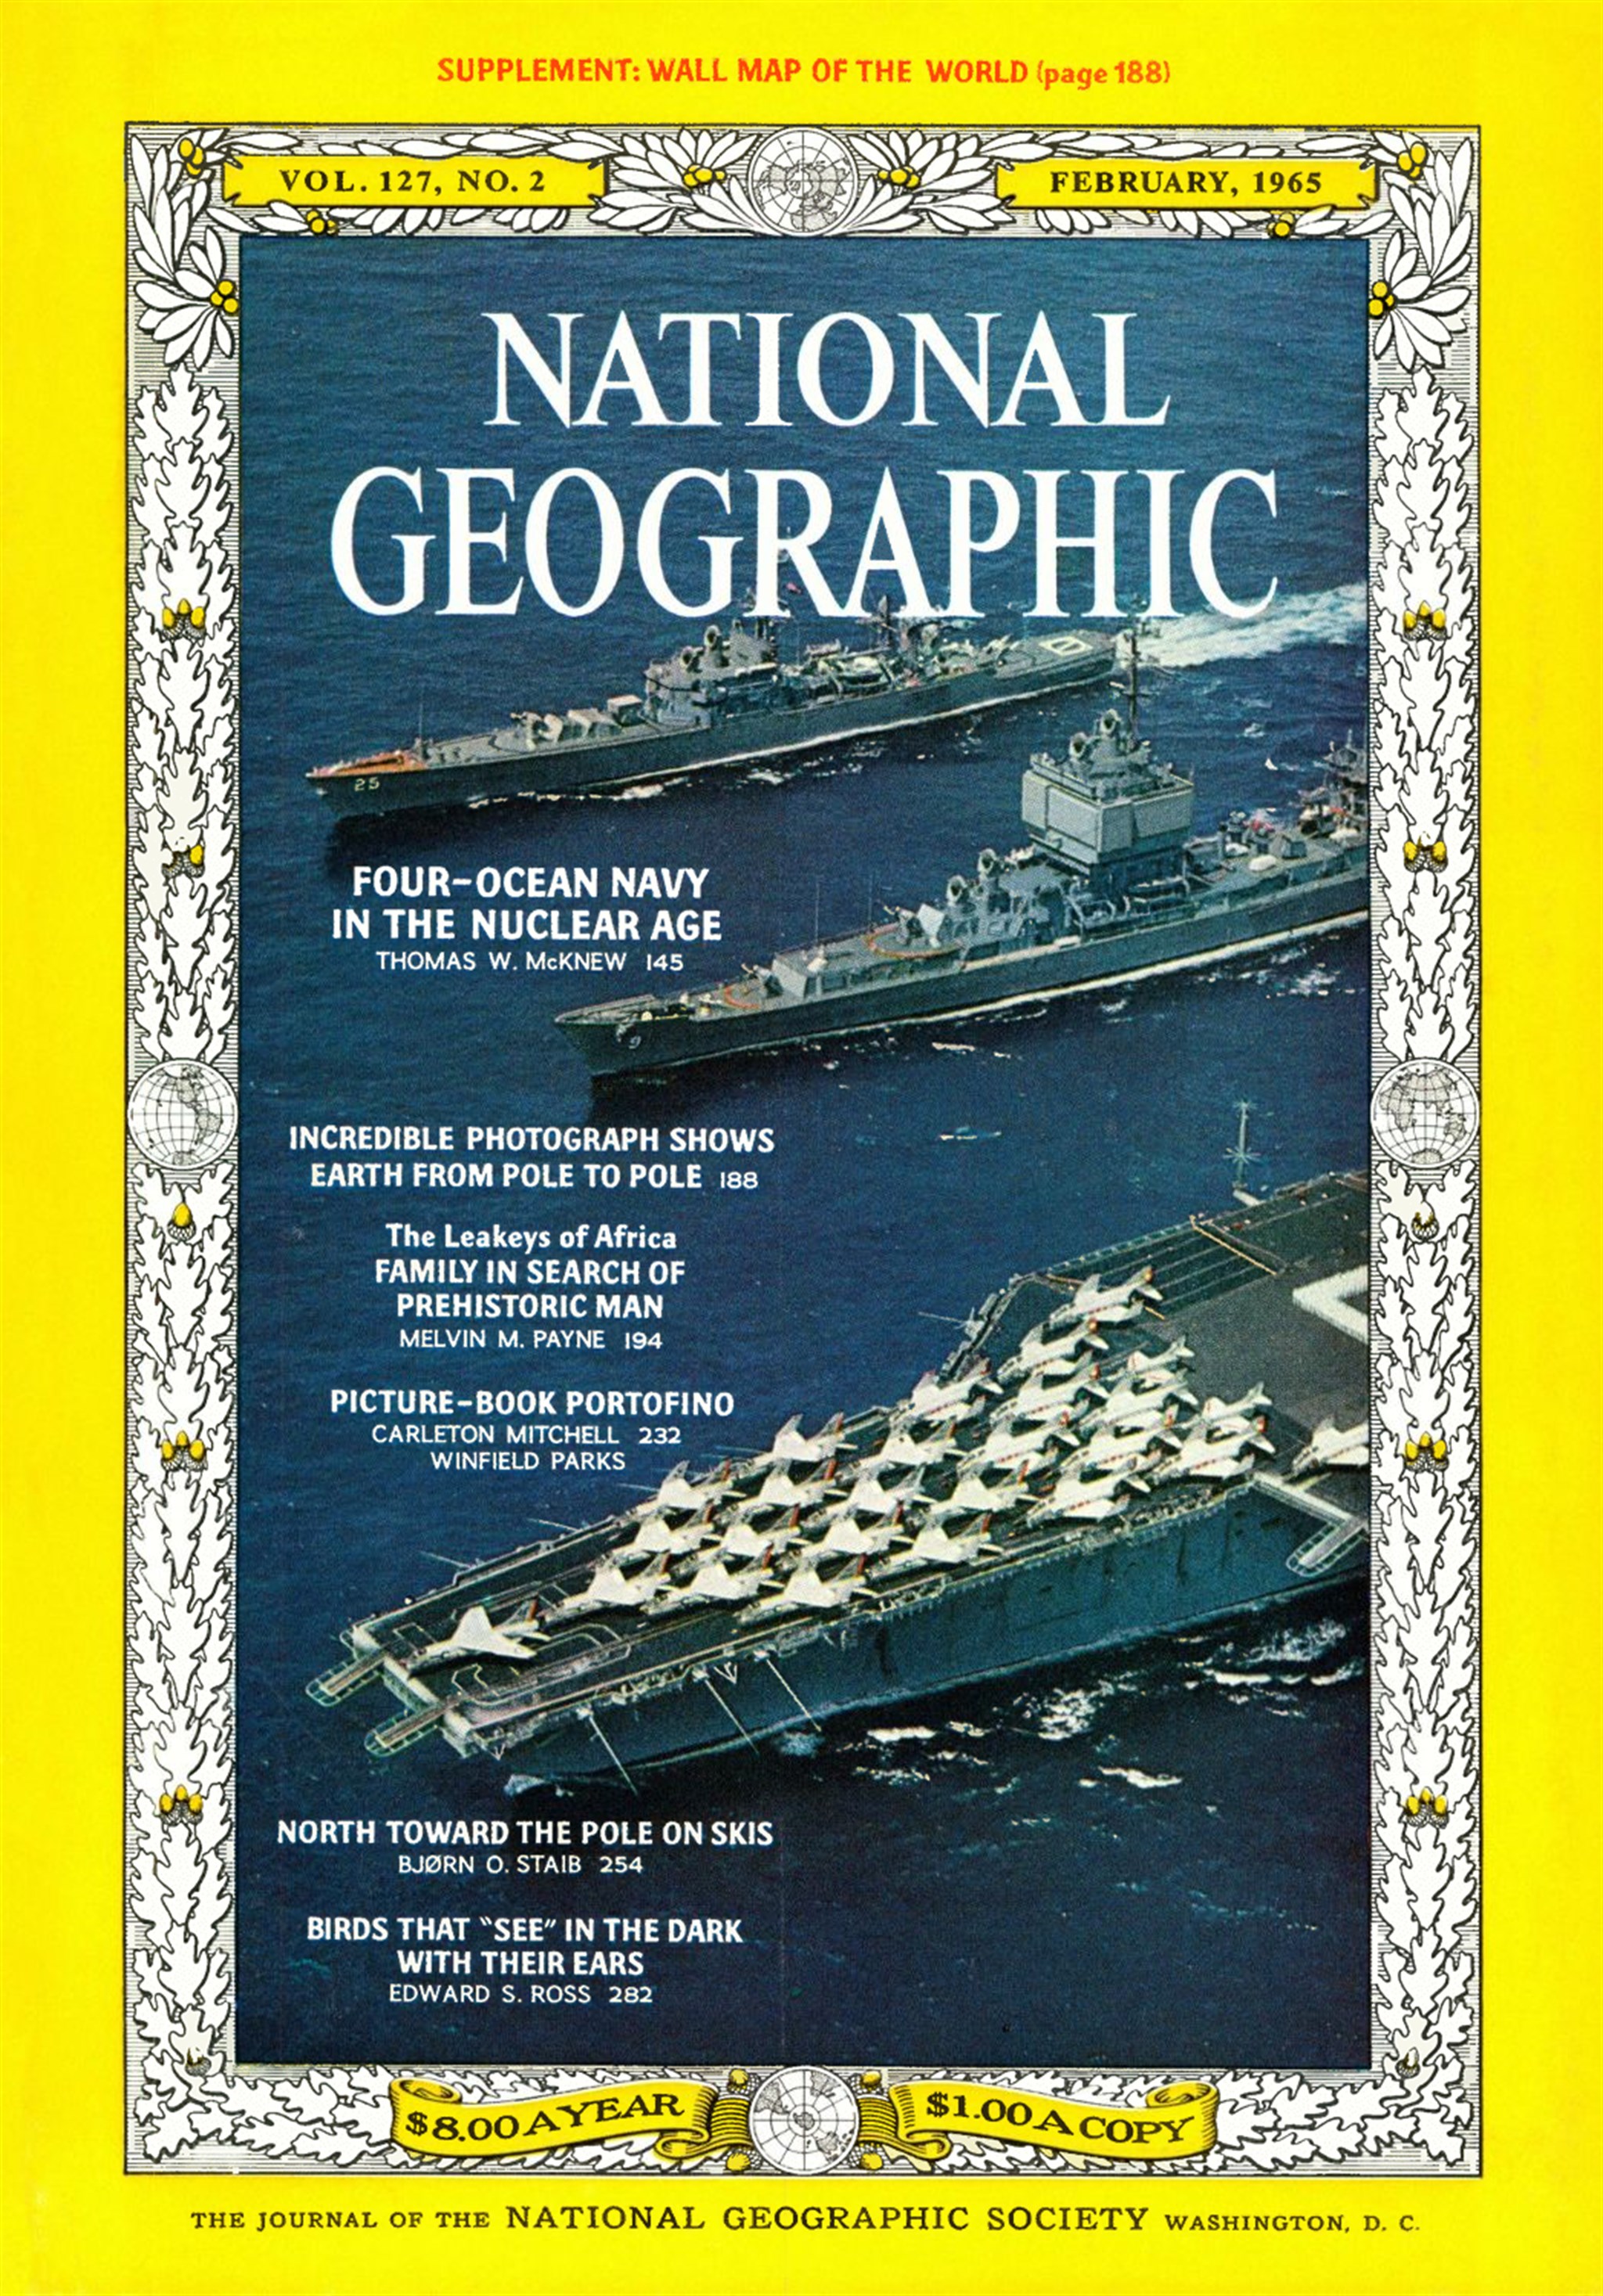 SUPPLEMENT: WALL MAP OF THE WORLD (page 188)
VOL. 127, NO. 2
FEBRUARY, 1965
NATIONAL
GEOGRAPHIC
25
FOUR-OCEAN NAVY
IN THE NUCLEAR AGE
THOMAS W. McKNEW 145
9
INCREDIBLE PHOTOGRAPH SHOWS
EARTH FROM POLE TO POLE 188
The Leakeys of Africa
FAMILY IN SEARCH OF
PREHISTORIC MAN
MELVIN M. PAYNE 194
PICTURE-BOOK PORTOFINO
CARLETON MITCHELL 232
WINFIELD PARKS
NORTH TOWARD THE POLE ON SKIS
BJØRN O. STAIB 254
BIRDS THAT "SEE" IN THE DARK
WITH THEIR EARS
EDWARD S. ROSS 282
$8.00 A YEAR
$1.00 A COPY
THE JOURNAL OF THE NATIONAL GEOGRAPHIC SOCIETY WASHINGTON, D. C.